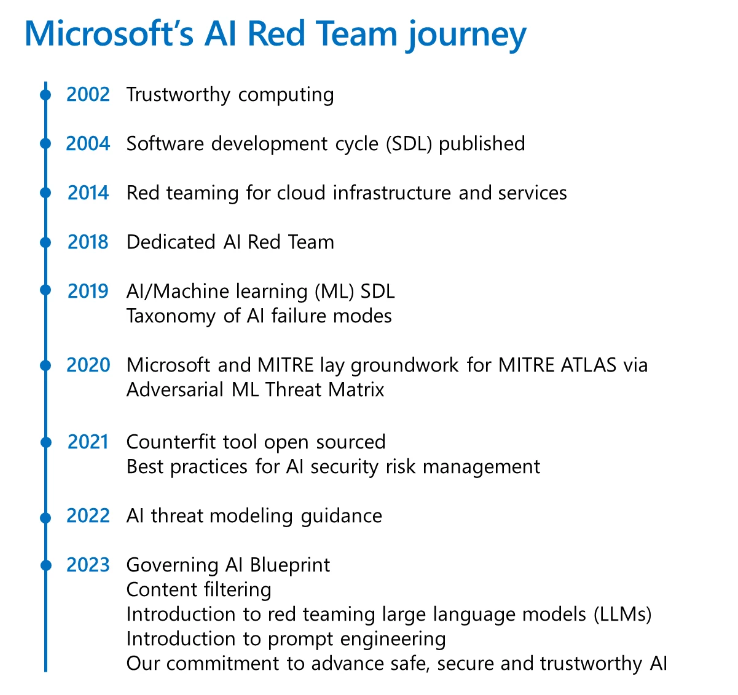 Microsoft's AI Red Team journey
2002 Trustworthy computing
2004 Software development cycle (SDL) published
2014 Red teaming for cloud infrastructure and services
2018 Dedicated AI Red Team
2019 AI/Machine learning (ML) SDL
Taxonomy of AI failure modes
2020 Microsoft and MITRE lay groundwork for MITRE ATLAS via
Adversarial ML Threat Matrix
2021 Counterfit tool open sourced
Best practices for AI security risk management
2022 AI threat modeling guidance
2023 Governing AI Blueprint
Content filtering
Introduction to red teaming large language models (LLMs)
Introduction to prompt engineering
Our commitment to advance safe, secure and trustworthy AI